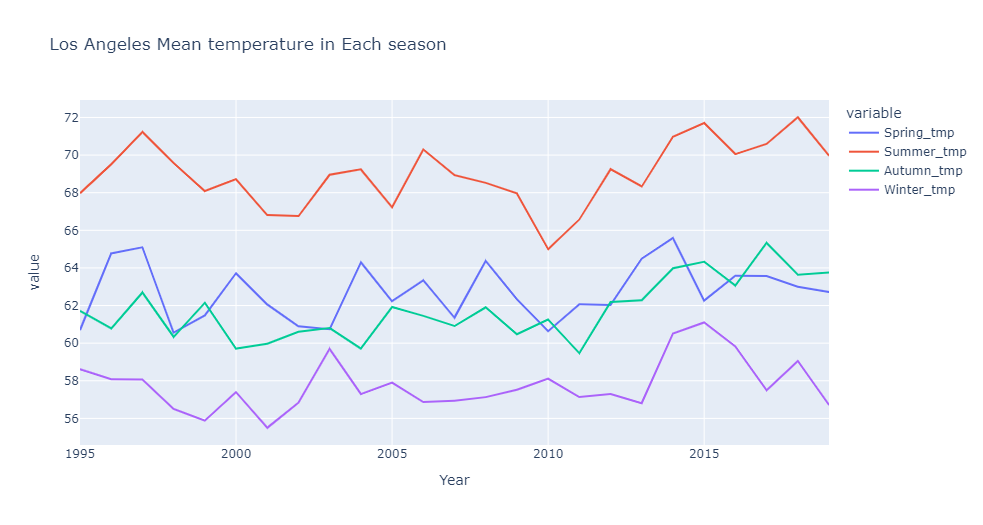 Los Angeles Mean temperature in Each season
value
72
70
68
66
64
62
60
58
56
1995
2000
2005
2010
2015
Year
variable
Spring_tmp
Summer_tmp
Autumn_tmp
Winter_tmp